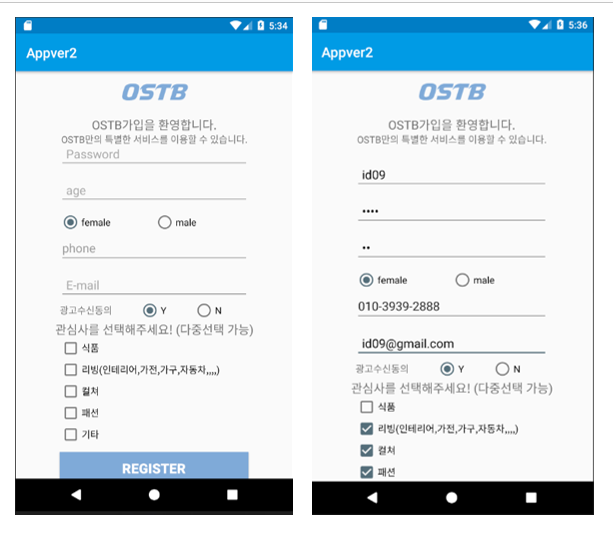 5:34
Appver2
OSTB
OSTB가입을 환영합니다.
OSTB만의 특별한 서비스를 이용할 수 있습니다.
Password
age
female male
phone
E-mail
광고수신동의 Y N
관심사를 선택해주세요! (다중선택 가능)
식품
리빙(인테리어,가전,가구,자동차,,,,)
컬쳐
패션
기타
REGISTER
5:36
Appver2
OSTB
OSTB가입을 환영합니다.
OSTB만의 특별한 서비스를 이용할 수 있습니다.
id09
••••
••
female male
010-3939-2888
id09@gmail.com
광고수신동의 Y N
관심사를 선택해주세요! (다중선택 가능)
식품
리빙(인테리어,가전,가구,자동차,,,,)
컬쳐
패션